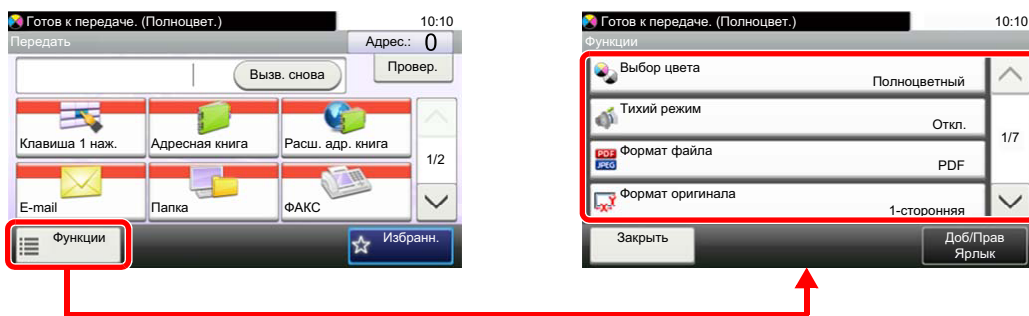 Готов к передаче. (Полноцвет.)
10:10
Передать
Адрес.: 0
Вызв. снова
Провер.
Клавиша 1 наж.
Адресная книга
Расш. адр. книга
1/2
E-mail
Папка
ФАКС
Функции
Избранн.
Готов к передаче. (Полноцвет.)
10:10
Функции
Выбор цвета
Полноцветный
Тихий режим
Откл.
1/7
PDF
JPEG
Формат файла
PDF
Формат оригинала
1-сторонняя
Закрыть
Доб/Прав
Ярлык